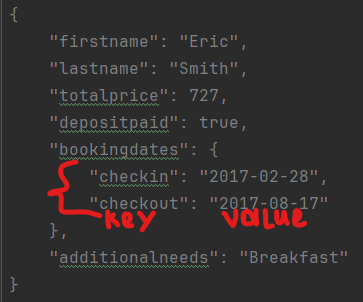 {
"firstname": "Eric",
"lastname": "Smith",
"totalprice": 727,
"depositpaid": true,
"bookingdates": {
"checkin": "2017-02-28",
"checkout": "2017-08-17"
key value
},
"additionalneeds": "Breakfast"
}